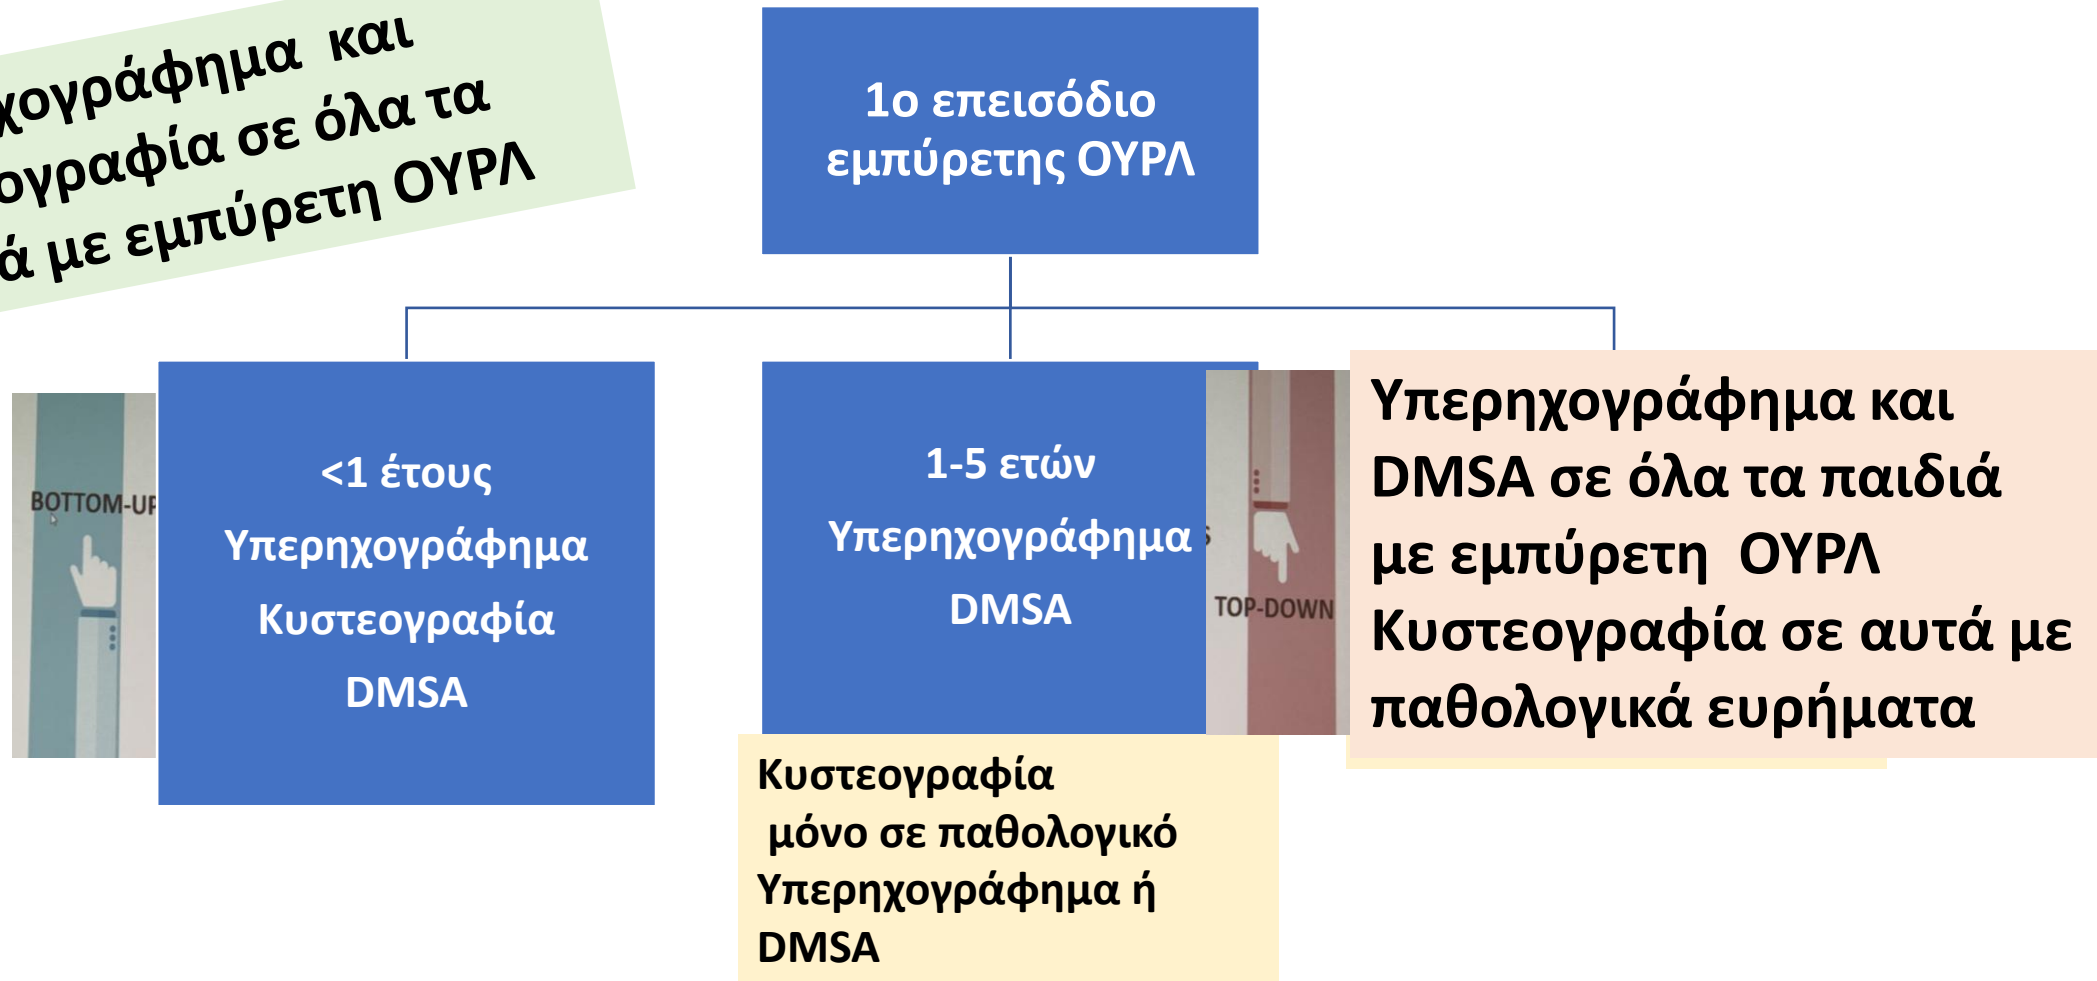 και
σε όλα τα
με εμπύρετη ΟΥΡΛ
1ο επεισόδιο
εμπύρετης ΟΥΡΛ
BOTTOM-UP
<1 έτους
Υπερηχογράφημα
Κυστεογραφία
DMSA
1-5 ετών
Υπερηχογράφημα
DMSA
Κυστεογραφία
μόνο σε παθολογικό
Υπερηχογράφημα ή
DMSA
TOP-DOWN
Υπερηχογράφημα και
DMSA σε όλα τα παιδιά
με εμπύρετη ΟΥΡΛ
Κυστεογραφία σε αυτά με
παθολογικά ευρήματα